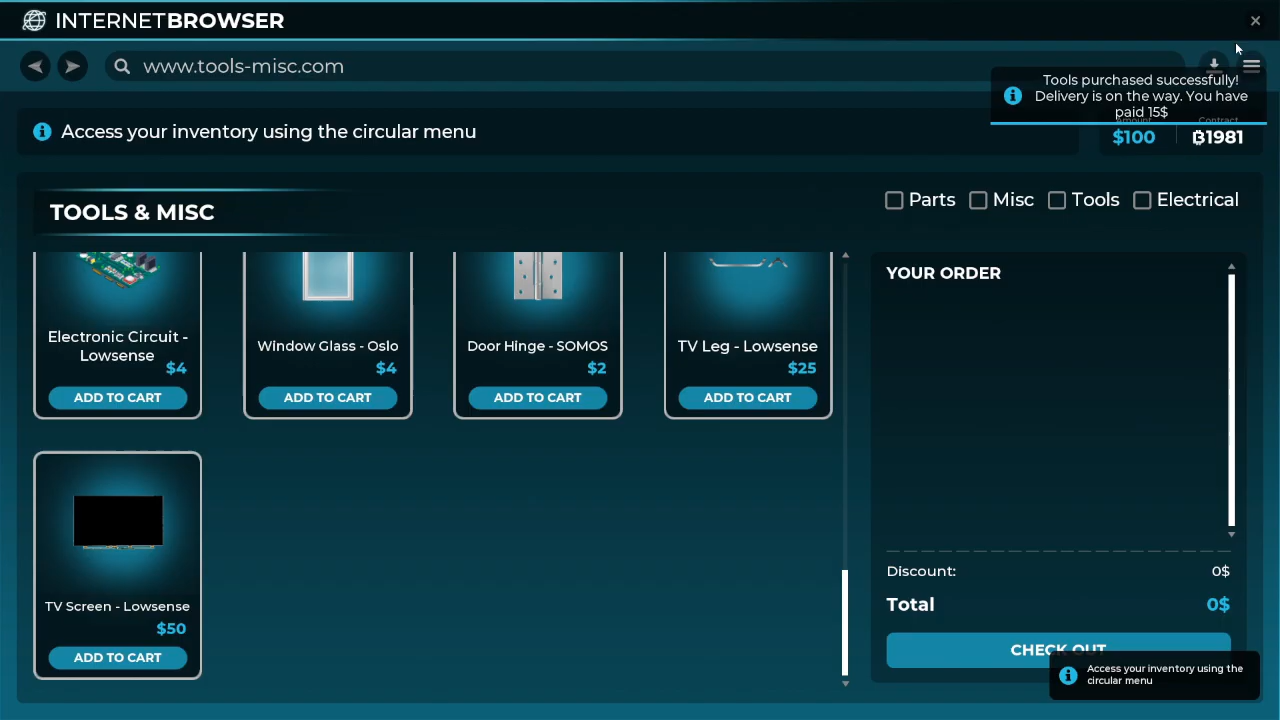 INTERNETBROWSER
www.tools-misc.com
Tools purchased successfully!
Delivery is on the way. You have
paid 15$
Access your inventory using the circular menu
Contract
$100
₿1981
TOOLS & MISC
Parts
Misc
Tools
Electrical
Electronic Circuit -
Lowsense
$4
ADD TO CART
Window Glass - Oslo
$4
ADD TO CART
Door Hinge - SOMOS
$2
ADD TO CART
TV Leg - Lowsense
$25
ADD TO CART
TV Screen - Lowsense
$50
ADD TO CART
YOUR ORDER
Discount:
0$
Total
0$
CHECK OUT
Access your inventory using the
circular menu